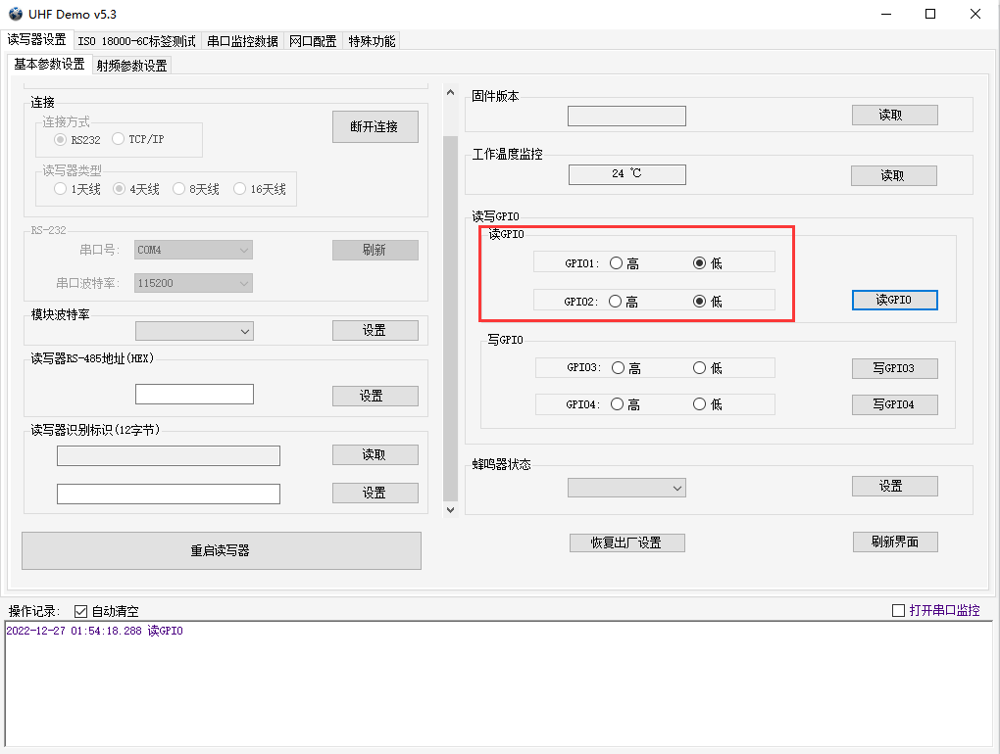 UHF Demo v5.3
读写器设置 ISO 18000-6C标签测试 串口监控数据 网口配置 特殊功能
基本参数设置 射频参数设置
连接
连接方式
RS232 TCP/IP
断开连接
读写器类型
1天线 4天线 8天线 16天线
RS-232
串口号: COM4 刷新
串口波特率: 115200
模块波特率
设置
读写器RS-485地址(HEX)
设置
读写器识别标识(12字节)
读取
设置
重启读写器
固件版本
读取
工作温度监控
24 ℃ 读取
读写GPIO
读GPIO
GPIO1: 高 低
GPIO2: 高 低
读GPIO
写GPIO
GPIO3: 高 低 写GPIO3
GPIO4: 高 低 写GPIO4
蜂鸣器状态
设置
恢复出厂设置 刷新界面
操作记录: 自动清空 打开串口监控
2022-12-27 01:54:18.288 读GPIO